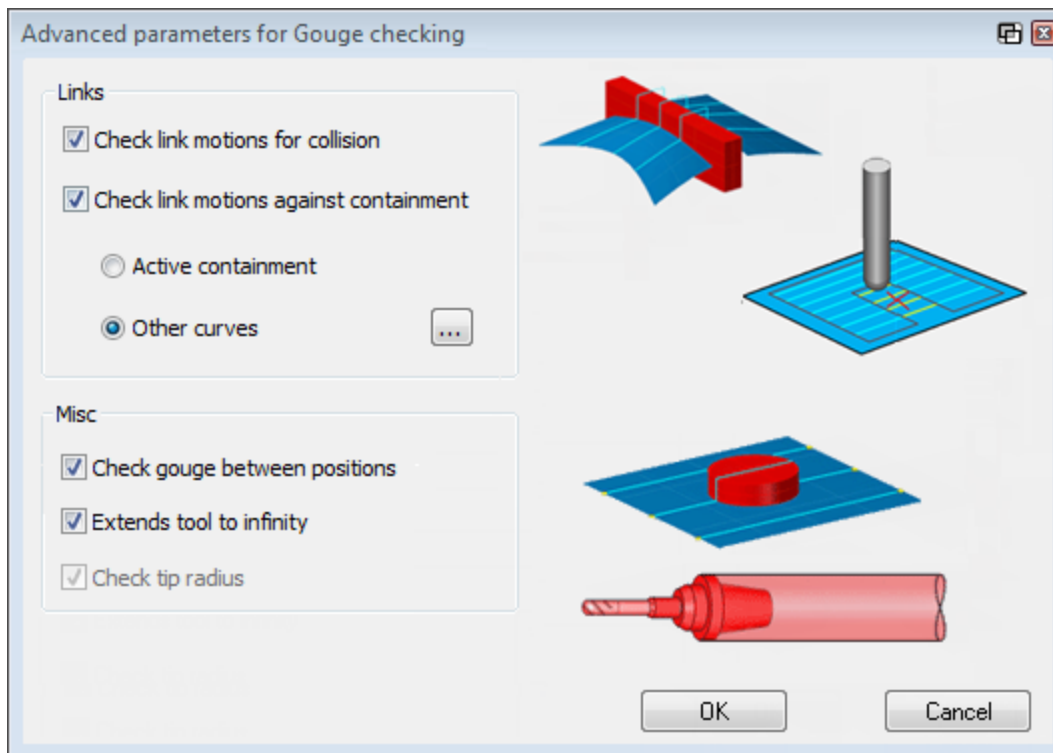 Advanced parameters for Gouge checking
Links
Check link motions for collision
Check link motions against containment
Active containment
Other curves
...
Misc
Check gouge between positions
Extends tool to infinity
Check tip radius
OK
Cancel